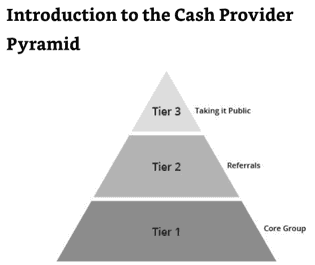 Introduction to the Cash Provider
Pyramid
Tier 3 Taking it Public
Tier 2 Referrals
Tier 1 Core Group